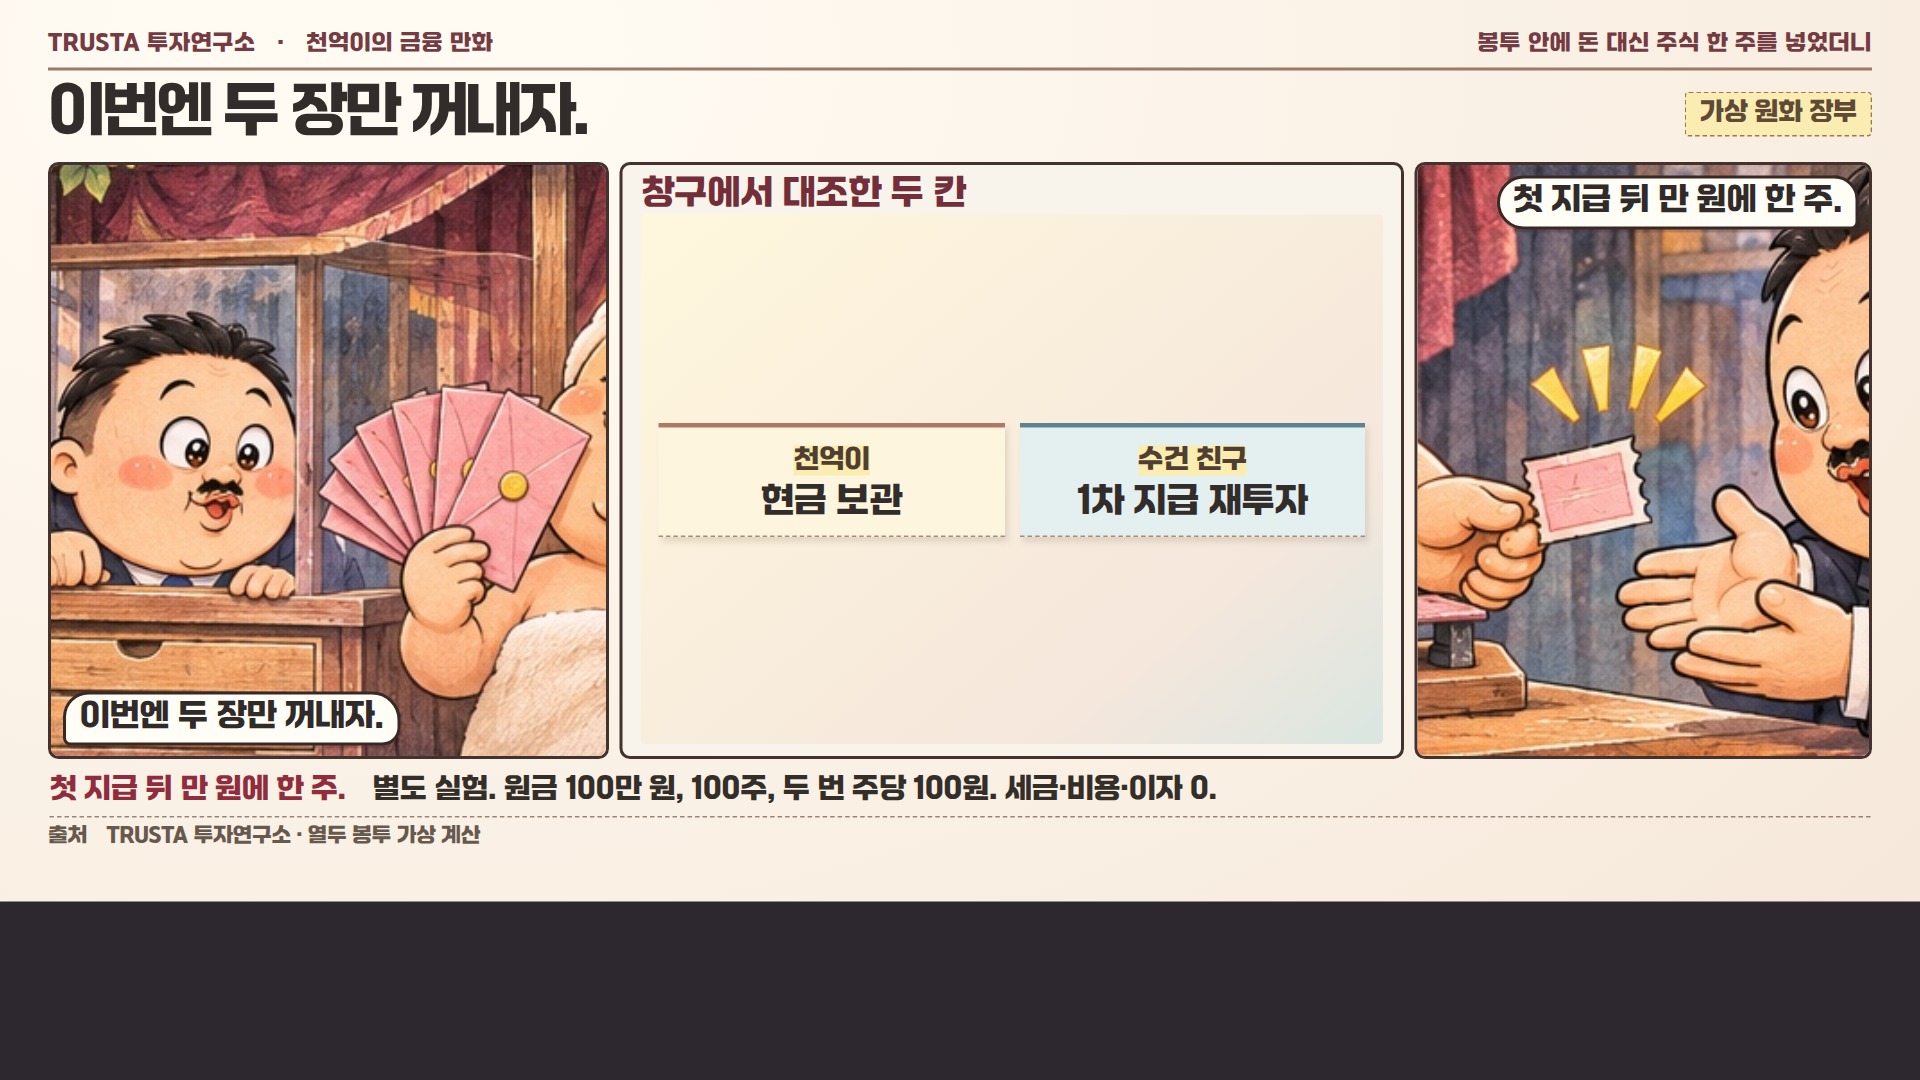 TRUSTA 투자연구소 · 천억이의 금융 만화
봉투 안에 돈 대신 주식 한 주를 넣었더니
이번엔 두 장만 꺼내자.
가상 원화 장부
창구에서 대조한 두 칸
첫 지급 뒤 만 원에 한 주.
천억이
현금 보관
수건 친구
1차 지급 재투자
이번엔 두 장만 꺼내자.
첫 지급 뒤 만 원에 한 주. 별도 실험. 원금 100만 원, 100주, 두 번 주당 100원. 세금·비용·이자 0.
출처 TRUSTA 투자연구소 · 열두 봉투 가상 계산